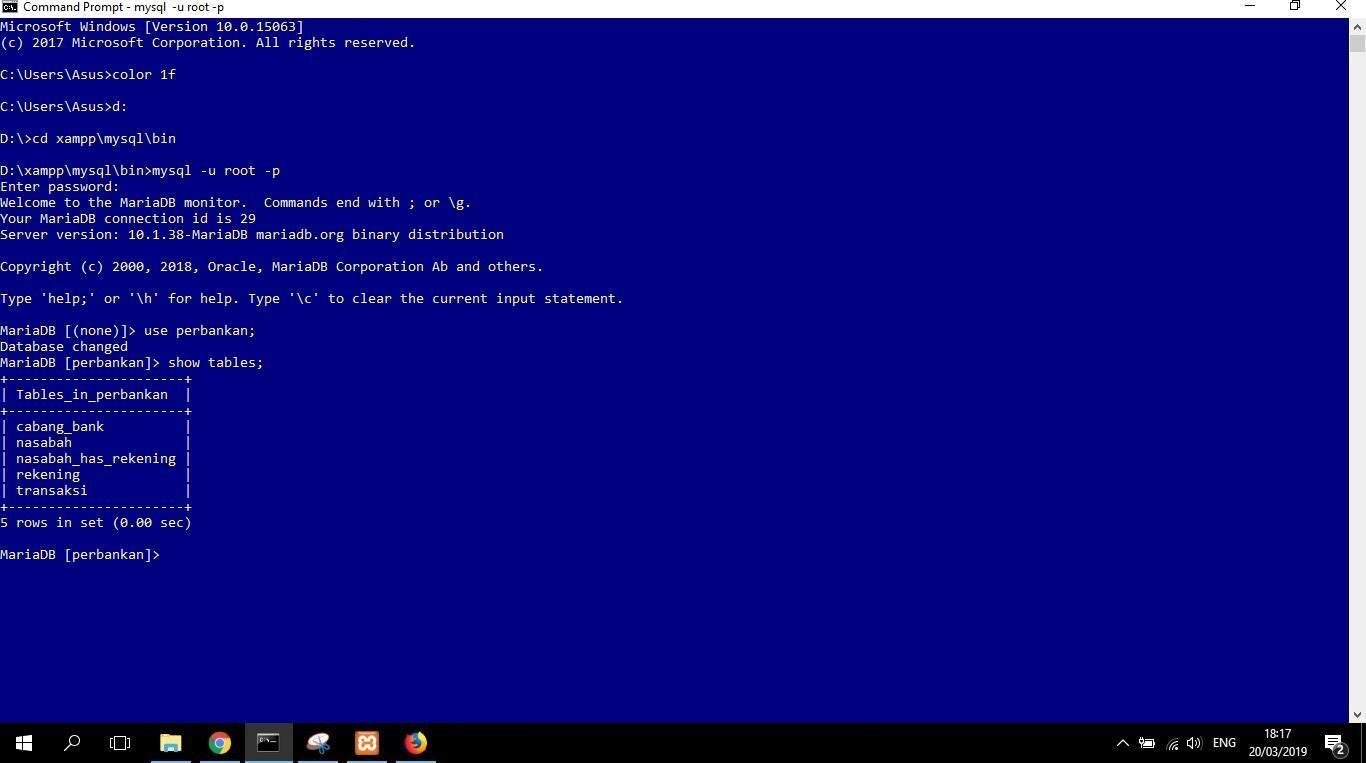 Command Prompt - mysql -u root -p
Microsoft Windows [Version 10.0.15063]
(c) 2017 Microsoft Corporation. All rights reserved.
C:\Users\Asus>color 1f
C:\Users\Asus>d:
D:\>cd xampp\mysql\bin
D:\xampp\mysql\bin>mysql -u root -p
Enter password:
Welcome to the MariaDB monitor.  Commands end with ; or \g.
Your MariaDB connection id is 29
Server version: 10.1.38-MariaDB mariadb.org binary distribution
Copyright (c) 2000, 2018, Oracle, MariaDB Corporation Ab and others.
Type 'help;' or '\h' for help. Type '\c' to clear the current input statement.
MariaDB [(none)]> use perbankan;
Database changed
MariaDB [perbankan]> show tables;
+----------------------+
| Tables_in_perbankan  |
+----------------------+
| cabang_bank          |
| nasabah              |
| nasabah_has_rekening |
| rekening             |
| transaksi            |
+----------------------+
5 rows in set (0.00 sec)
MariaDB [perbankan]>
ENG
18:17
20/03/2019
2